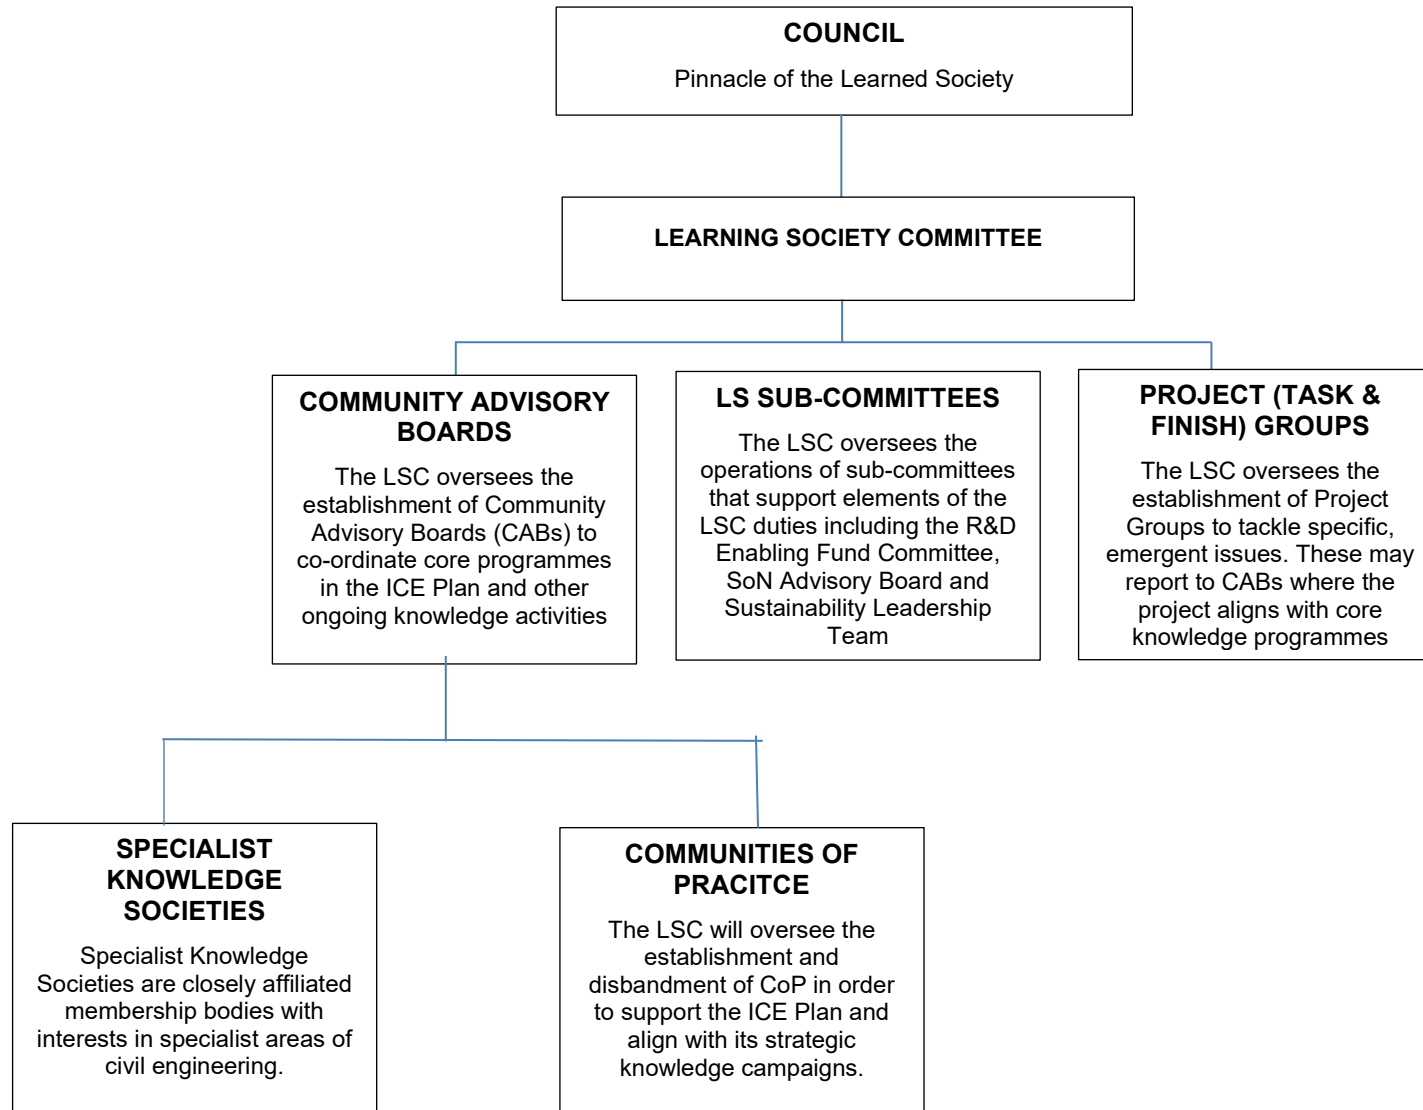 COUNCIL
Pinnacle of the Learned Society
LEARNING SOCIETY COMMITTEE
COMMUNITY ADVISORY
BOARDS
The LSC oversees the
establishment of Community
Advisory Boards (CABs) to
co-ordinate core programmes
in the ICE Plan and other
ongoing knowledge activities
LS SUB-COMMITTEES
The LSC oversees the
operations of sub-committees
that support elements of the
LSC duties including the R&D
Enabling Fund Committee,
SoN Advisory Board and
Sustainability Leadership
Team
PROJECT (TASK &
FINISH) GROUPS
The LSC oversees the
establishment of Project
Groups to tackle specific,
emergent issues. These may
report to CABs where the
project aligns with core
knowledge programmes
SPECIALIST
KNOWLEDGE
SOCIETIES
Specialist Knowledge
Societies are closely affiliated
membership bodies with
interests in specialist areas of
civil engineering.
COMMUNITIES OF
PRACITCE
The LSC will oversee the
establishment and
disbandment of CoP in order
to support the ICE Plan and
align with its strategic
knowledge campaigns.